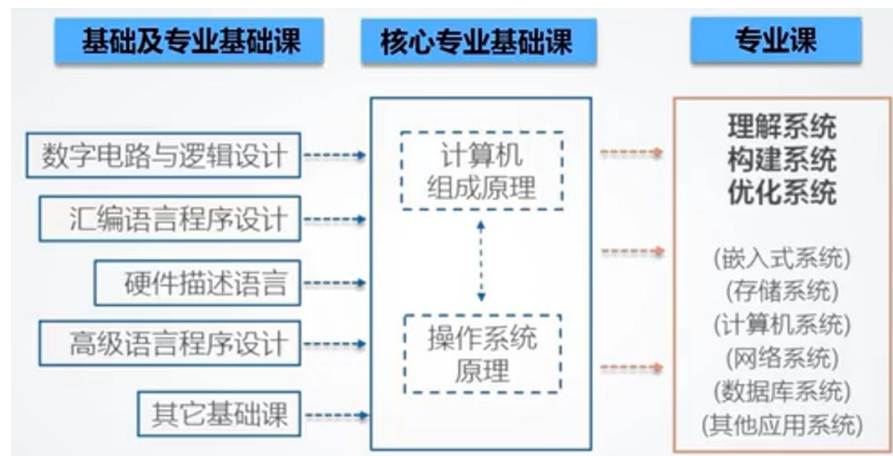 基础及专业基础课
核心专业基础课
专业课
数字电路与逻辑设计
汇编语言程序设计
硬件描述语言
高级语言程序设计
其它基础课
计算机
组成原理
操作系统
原理
理解系统
构建系统
优化系统
(嵌入式系统)
(存储系统)
(计算机系统)
(网络系统)
(数据库系统)
(其他应用系统)